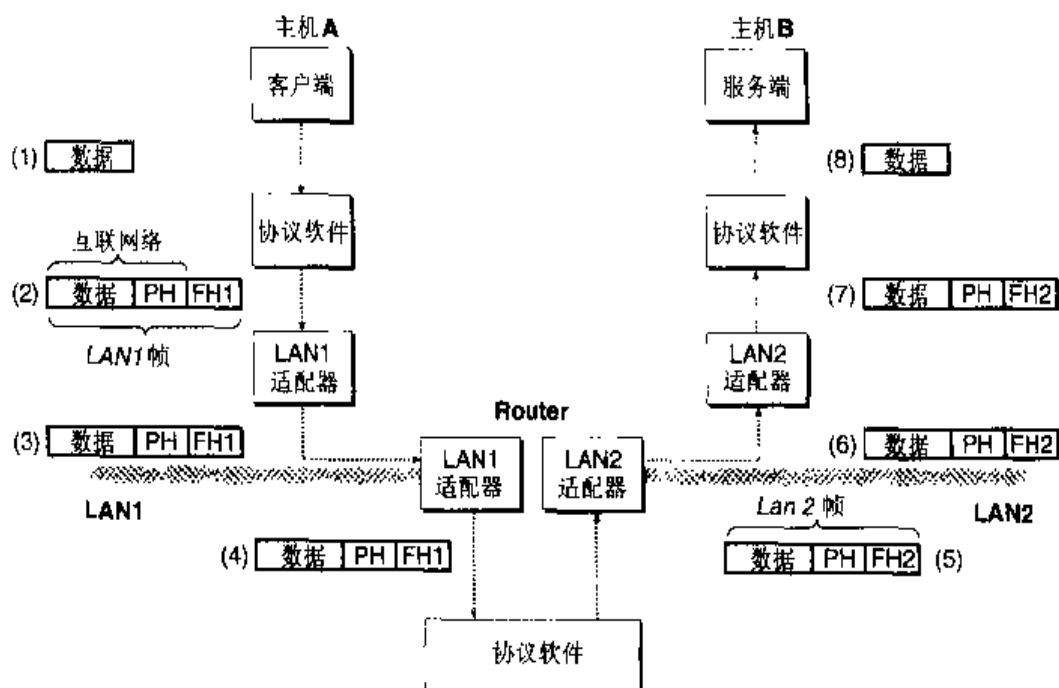 主机A
主机B
客户端
服务端
(1) 数据
(8) 数据
协议软件
协议软件
互联网络
(2) 数据 PH FH1
(7) 数据 PH FH2
LAN1 帧
LAN1
适配器
LAN2
适配器
Router
(3) 数据 PH FH1
(6) 数据 PH FH2
LAN1
适配器
LAN2
适配器
LAN1
Lan 2 帧
LAN2
(4) 数据 PH FH1
数据 PH FH2 (5)
协议软件